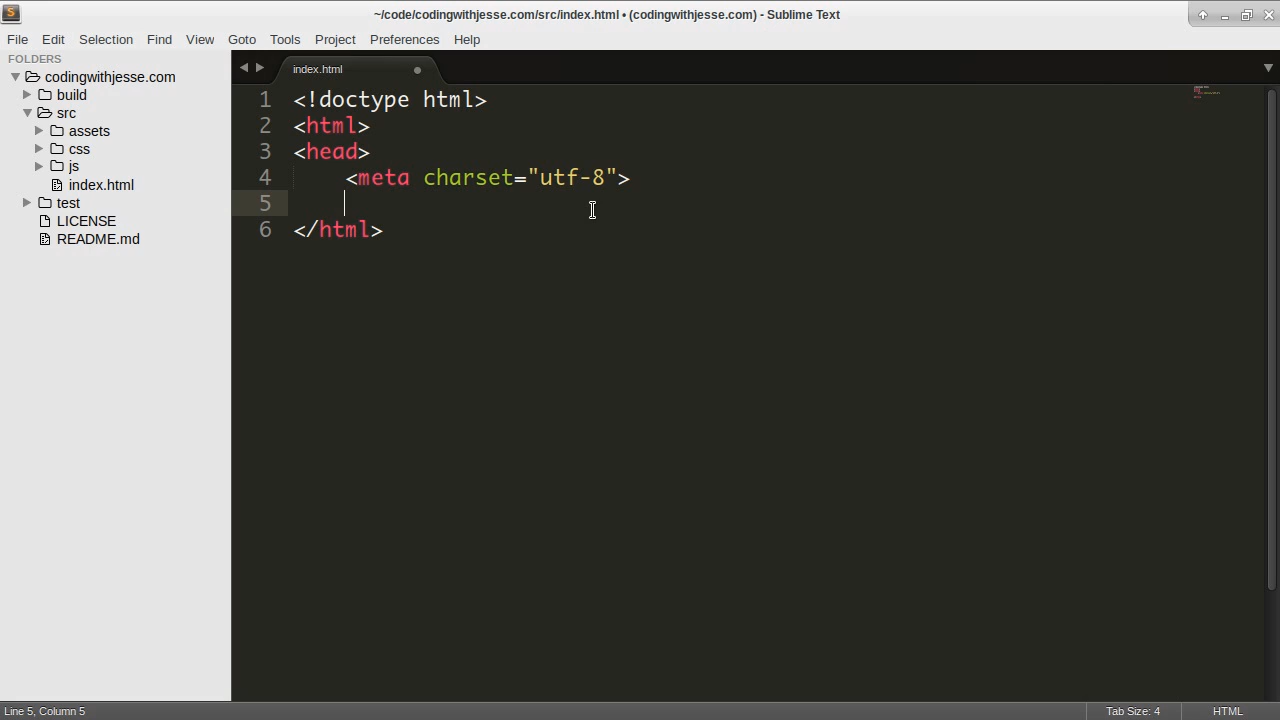 ~/code/codingwithjesse.com/src/index.html • (codingwithjesse.com) - Sublime Text
File Edit Selection Find View Goto Tools Project Preferences Help
FOLDERS
codingwithjesse.com
build
src
assets
css
js
index.html
test
LICENSE
README.md
index.html
1 <!doctype html>
2 <html>
3 <head>
4     <meta charset="utf-8">
5
6 </html>
Line 5, Column 5
Tab Size: 4
HTML